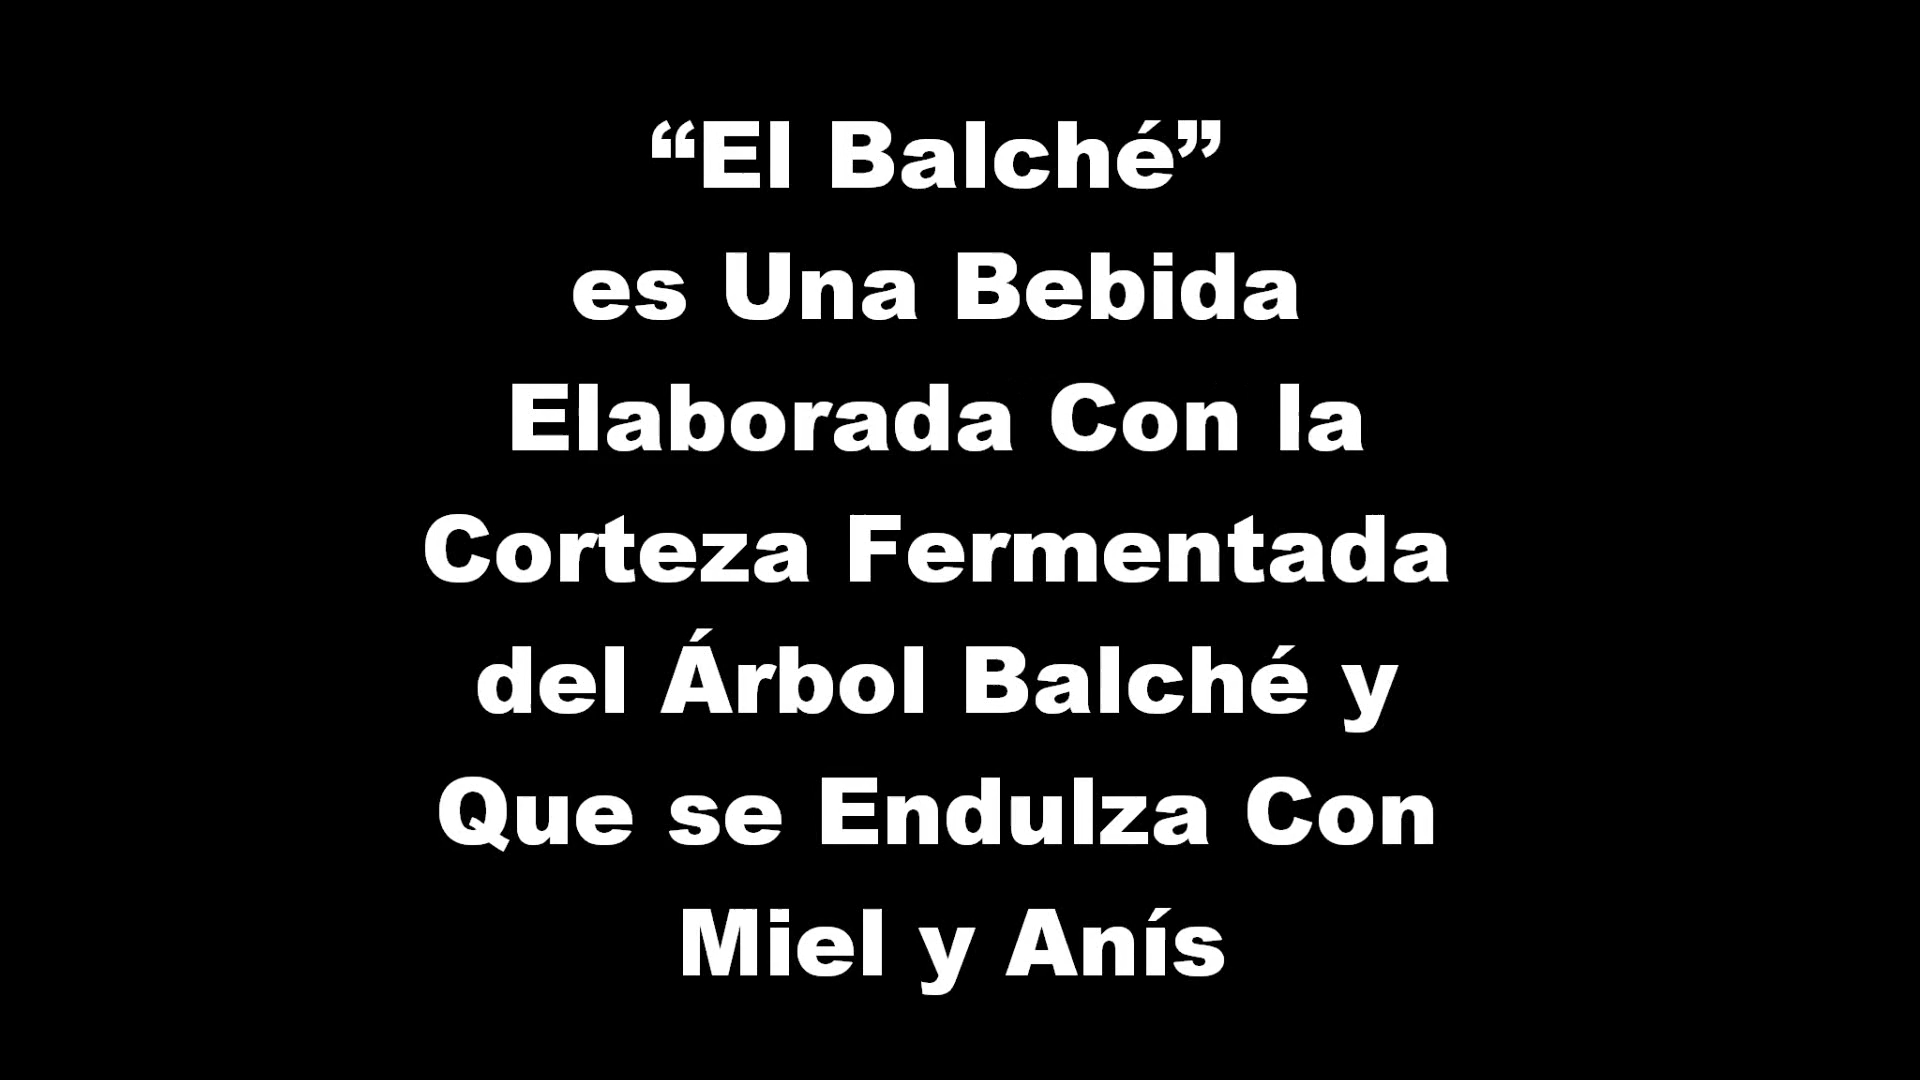 “El Balché”
es Una Bebida
Elaborada Con la
Corteza Fermentada
del Árbol Balché y
Que se Endulza Con
Miel y Anís